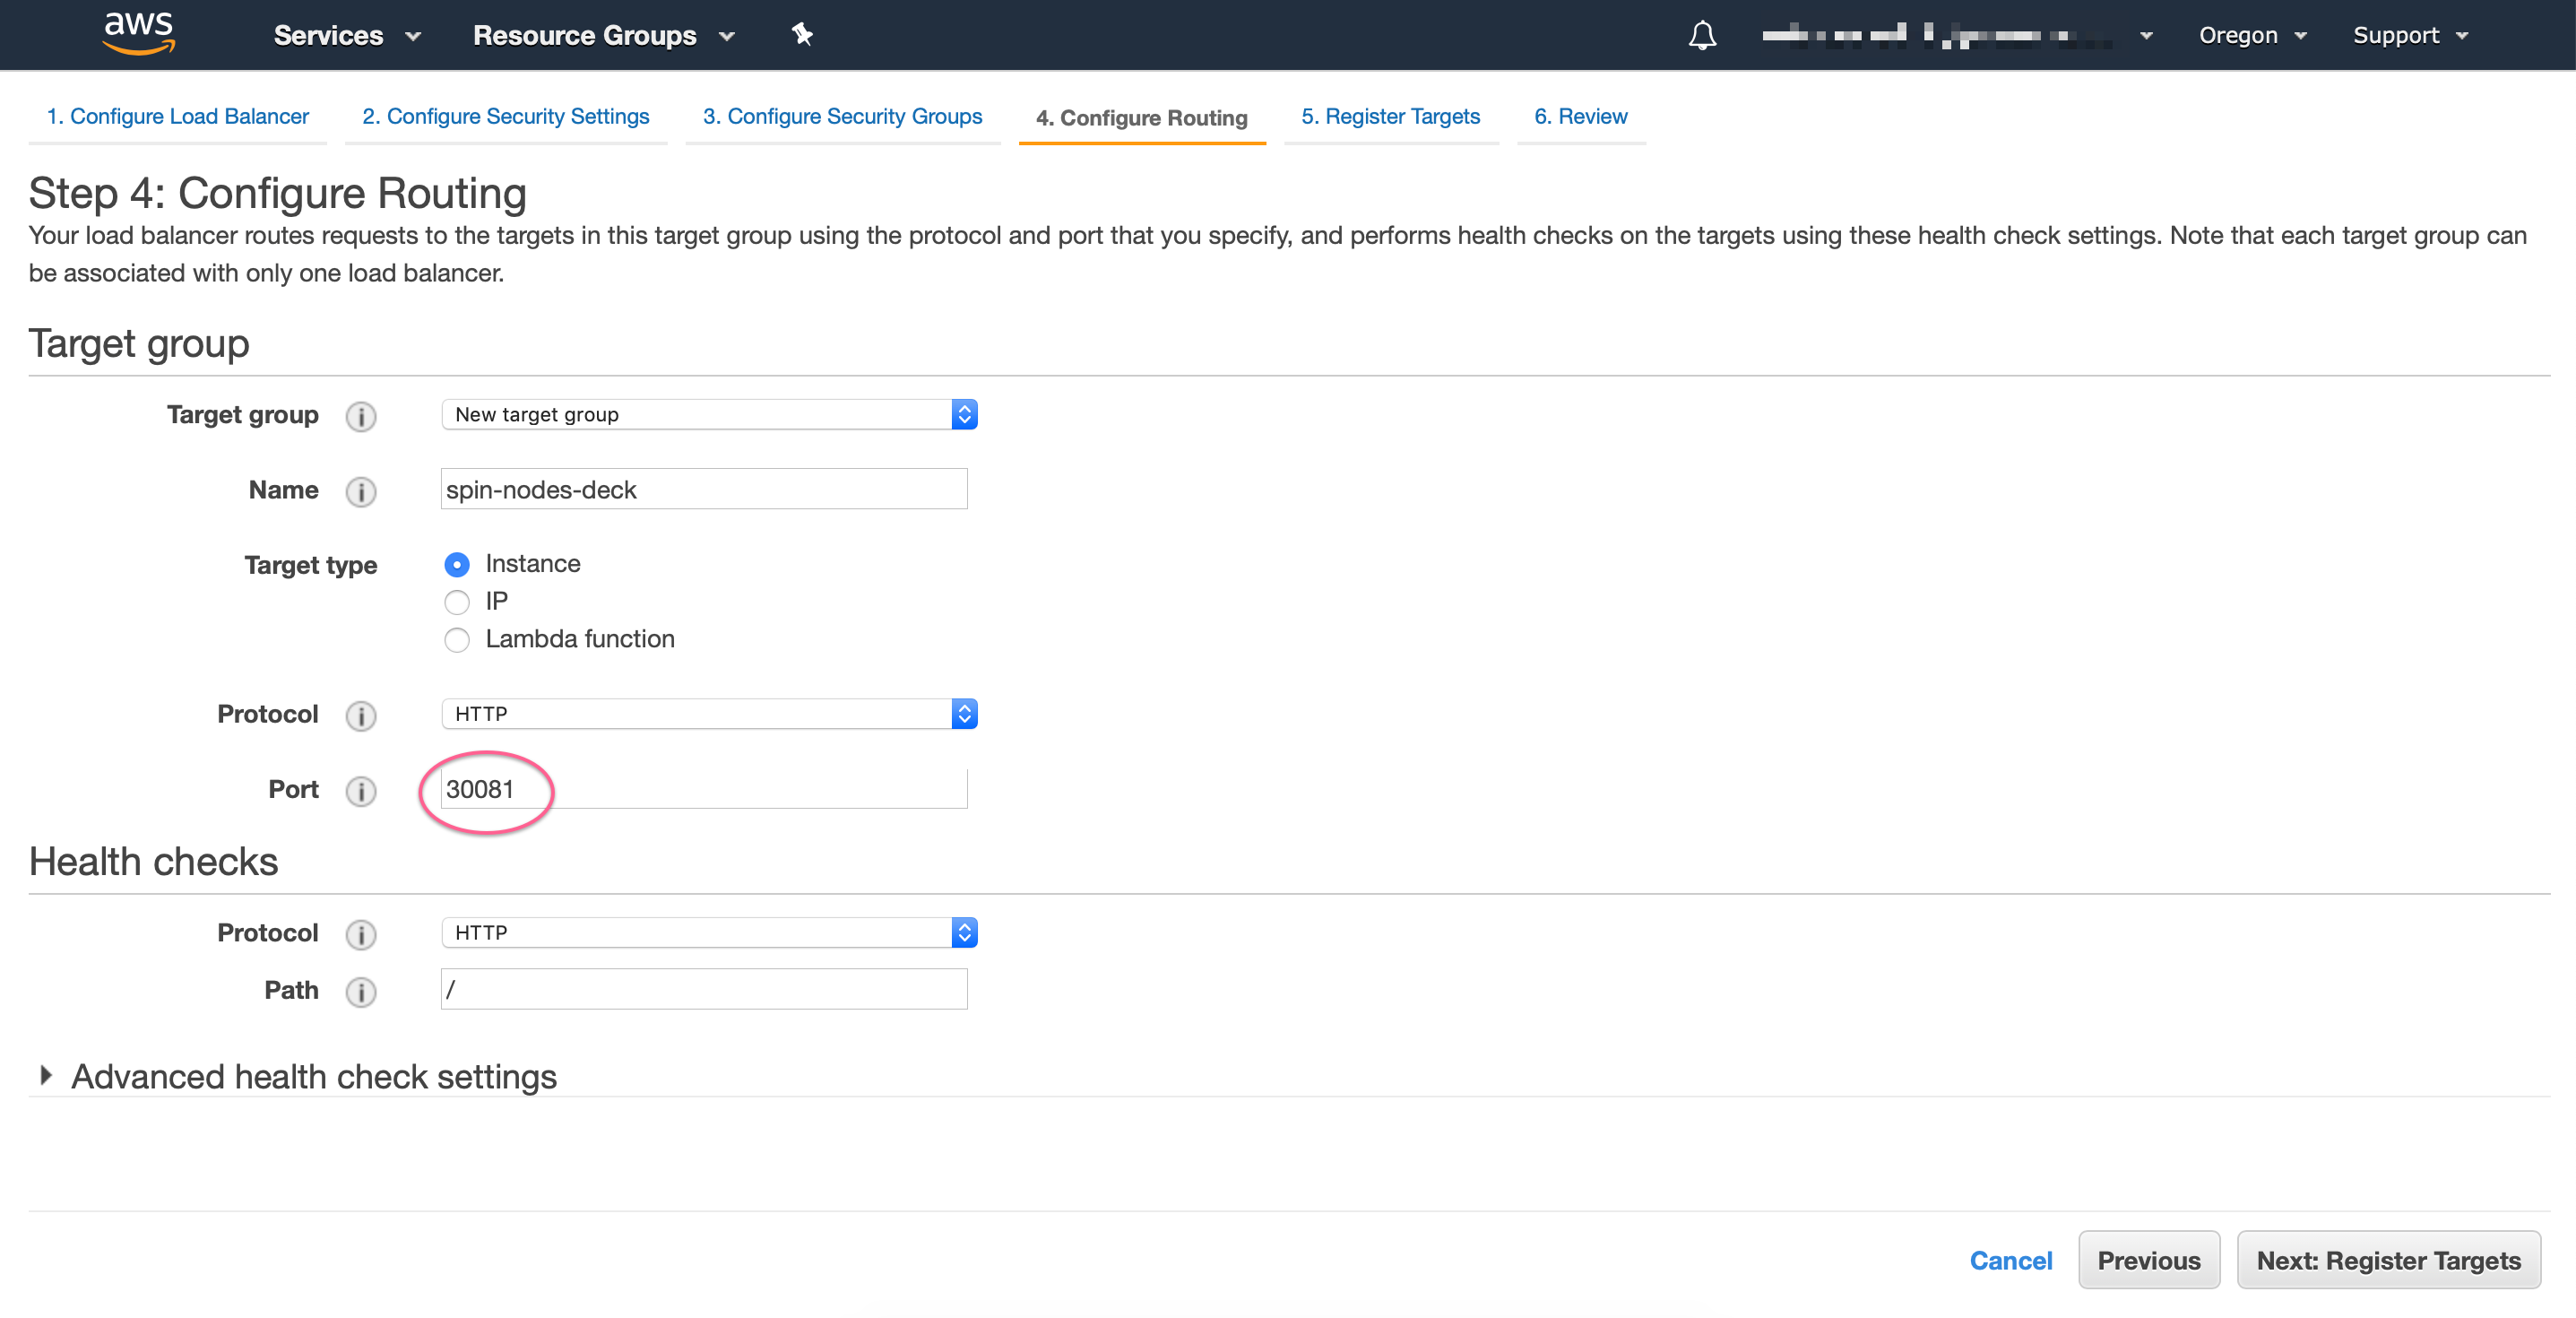 aws Services Resource Groups Oregon Support
1. Configure Load Balancer 2. Configure Security Settings 3. Configure Security Groups 4. Configure Routing 5. Register Targets 6. Review
Step 4: Configure Routing
Your load balancer routes requests to the targets in this target group using the protocol and port that you specify, and performs health checks on the targets using these health check settings. Note that each target group can
be associated with only one load balancer.
Target group
Target group i New target group
Name i spin-nodes-deck
Target type Instance
IP
Lambda function
Protocol i HTTP
Port i 30081
Health checks
Protocol i HTTP
Path i /
Advanced health check settings
Cancel Previous Next: Register Targets